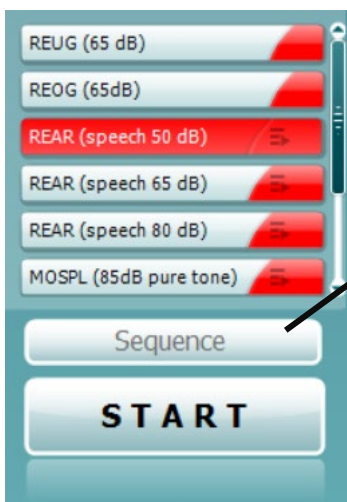 REUG (65 dB)
REOG (65dB)
REAR (speech 50 dB)
REAR (speech 65 dB)
REAR (speech 80 dB)
MOSPL (85dB pure tone)
Sequence
START